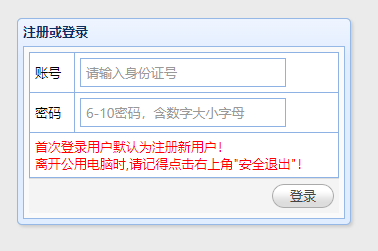 注册或登录
账号 请输入身份证号
密码 6-10密码，含数字大小字母
首次登录用户默认为注册新用户！
离开公用电脑时,请记得点击右上角"安全退出"！
登录